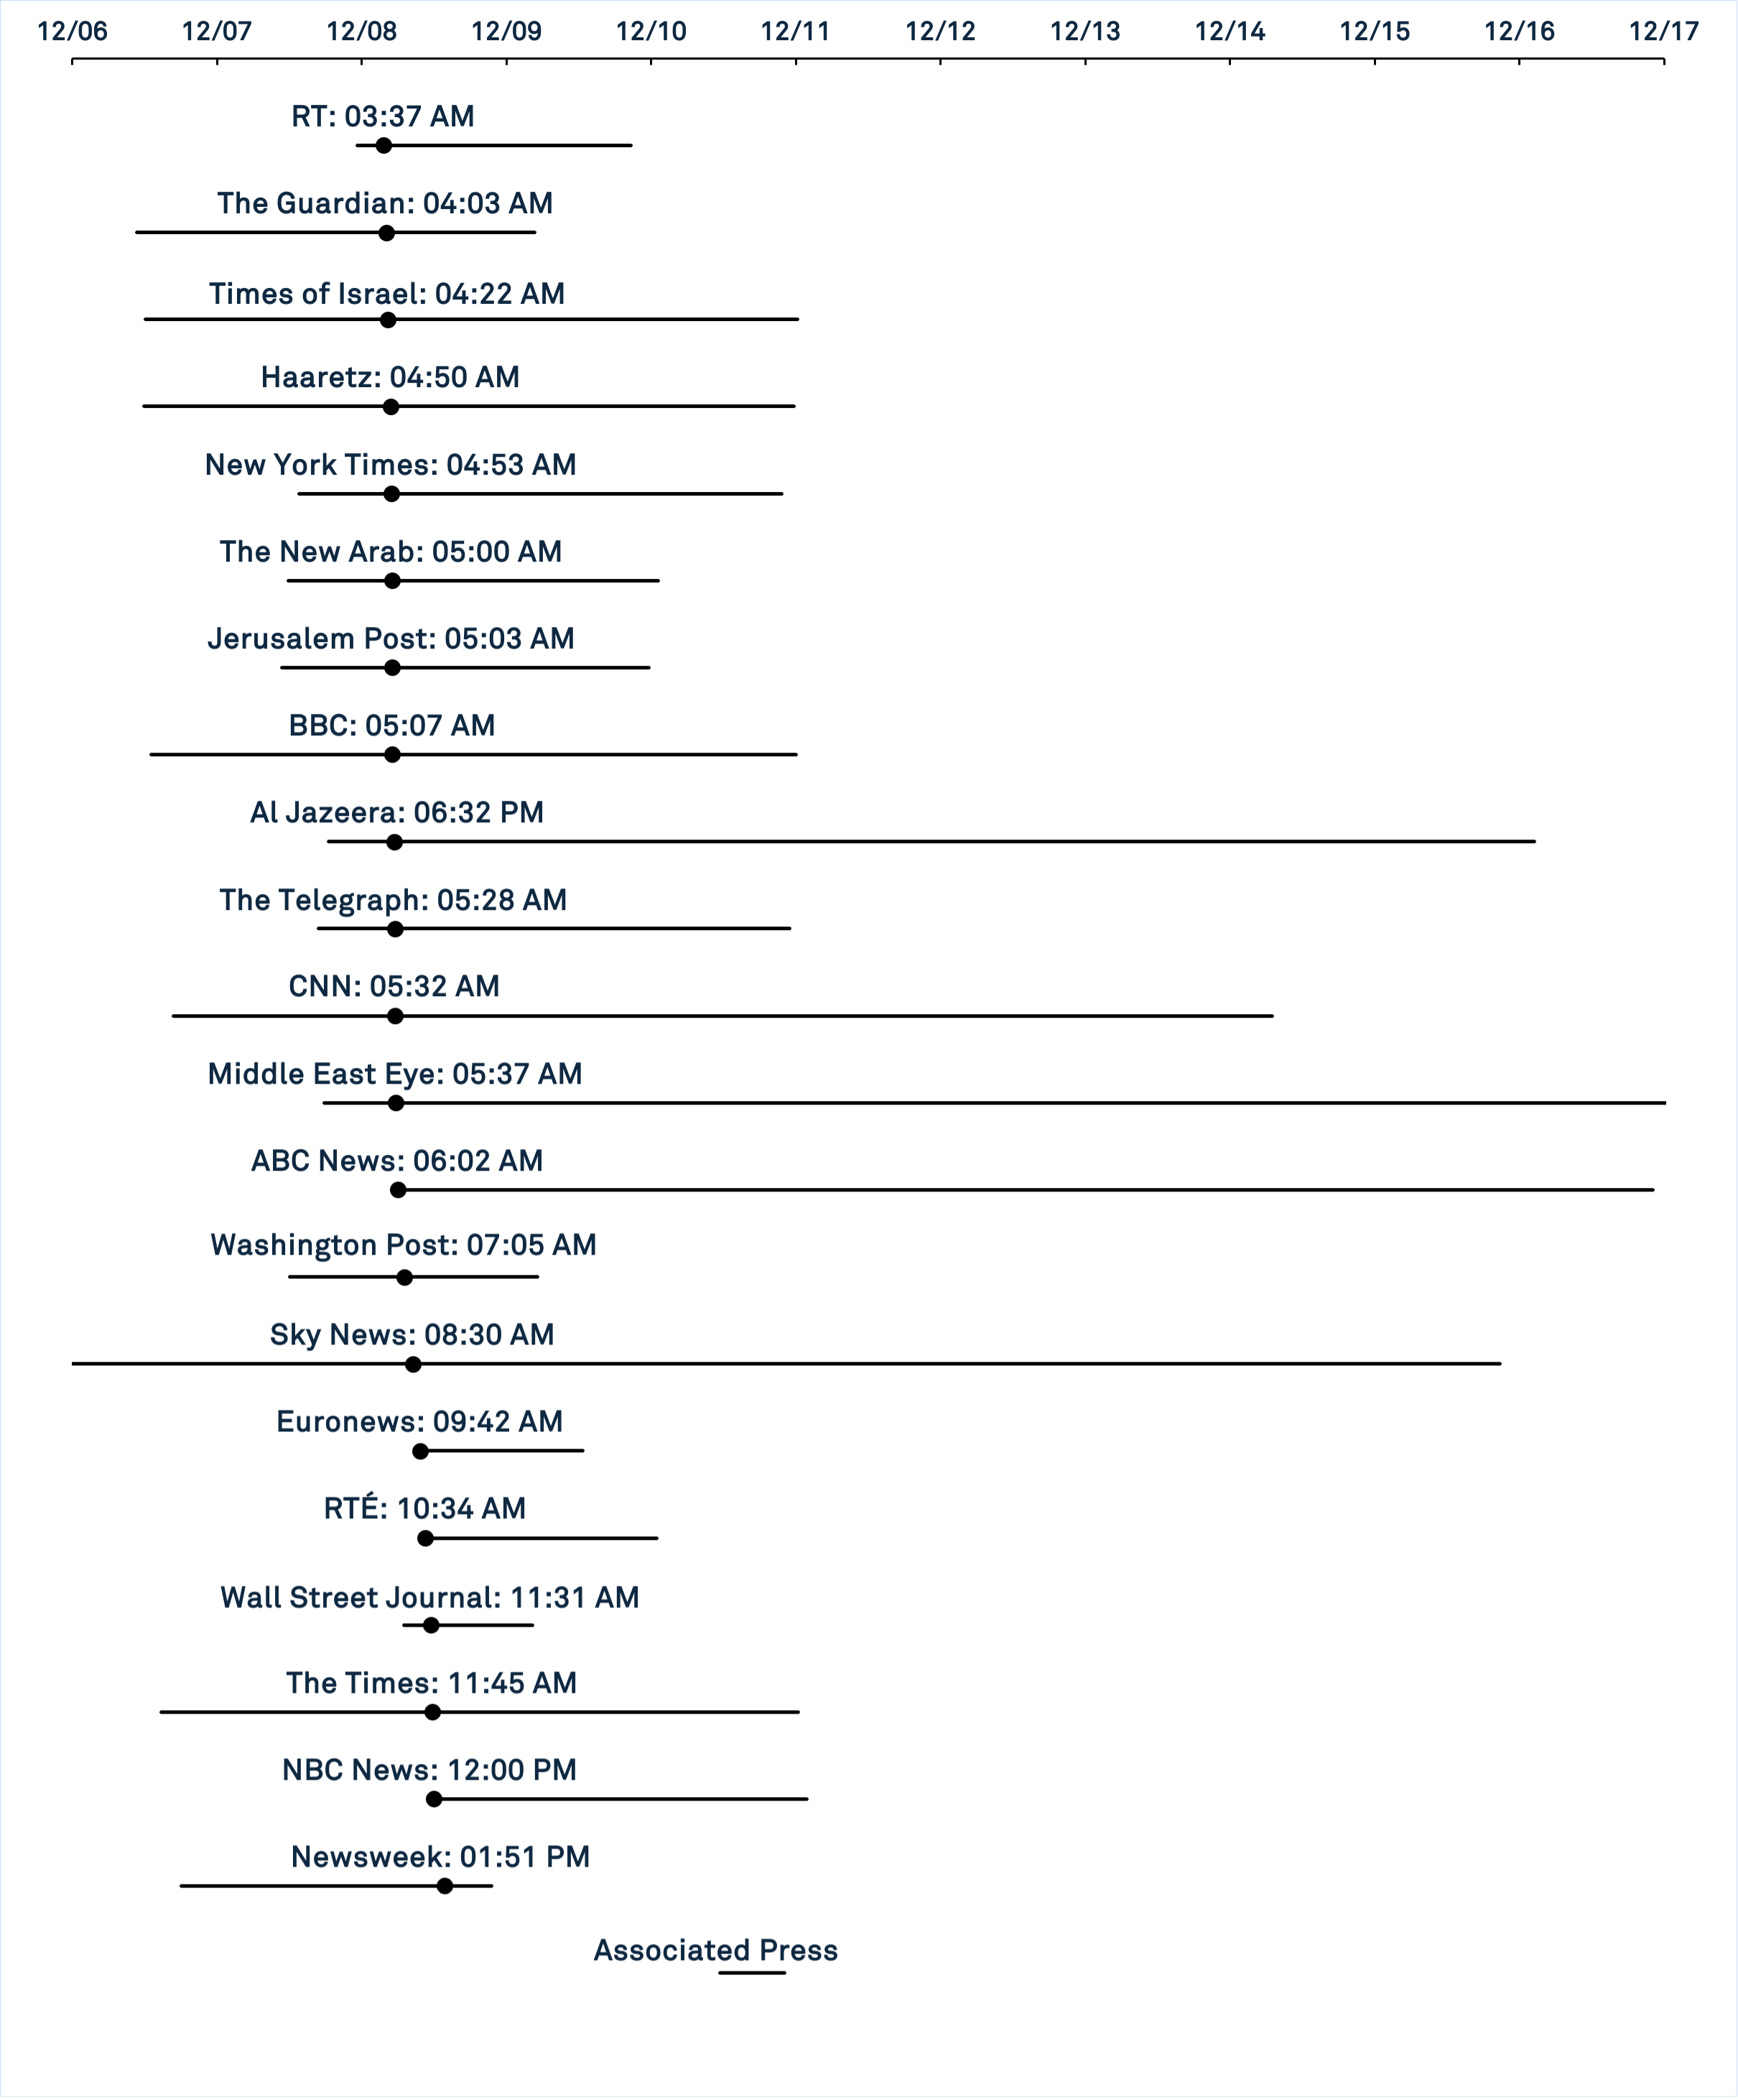 12/06 12/07 12/08 12/09 12/10 12/11 12/12 12/13 12/14 12/15 12/16 12/17
RT: 03:37 AM
The Guardian: 04:03 AM
Times of Israel: 04:22 AM
Haaretz: 04:50 AM
New York Times: 04:53 AM
The New Arab: 05:00 AM
Jerusalem Post: 05:03 AM
BBC: 05:07 AM
Al Jazeera: 06:32 PM
The Telegraph: 05:28 AM
CNN: 05:32 AM
Middle East Eye: 05:37 AM
ABC News: 06:02 AM
Washington Post: 07:05 AM
Sky News: 08:30 AM
Euronews: 09:42 AM
RTÉ: 10:34 AM
Wall Street Journal: 11:31 AM
The Times: 11:45 AM
NBC News: 12:00 PM
Newsweek: 01:51 PM
Associated Press